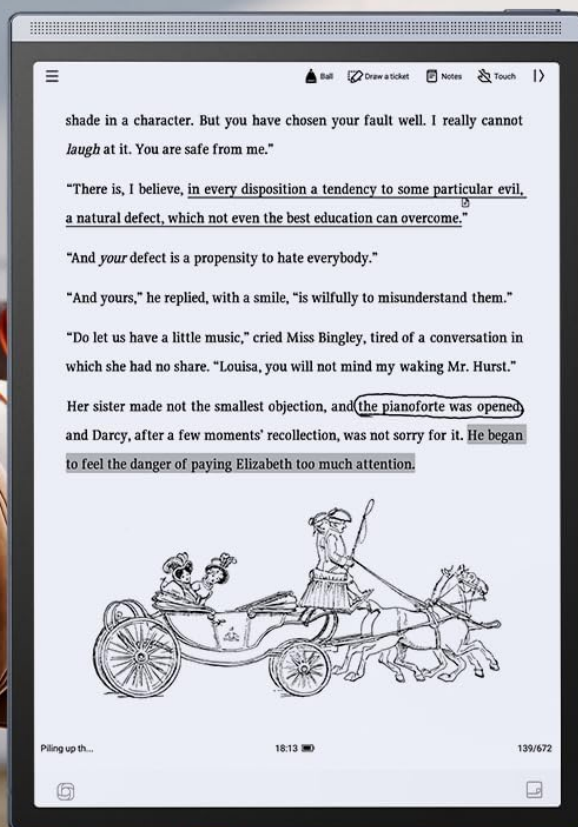 Ball Draw a ticket Notes Touch
shade in a character. But you have chosen your fault well. I really cannot
laugh at it. You are safe from me.”
“There is, I believe, in every disposition a tendency to some particular evil,
a natural defect, which not even the best education can overcome.”
“And your defect is a propensity to hate everybody.”
“And yours,” he replied, with a smile, “is wilfully to misunderstand them.”
“Do let us have a little music,” cried Miss Bingley, tired of a conversation in
which she had no share. “Louisa, you will not mind my waking Mr. Hurst.”
Her sister made not the smallest objection, and the pianoforte was opened,
and Darcy, after a few moments’ recollection, was not sorry for it. He began
to feel the danger of paying Elizabeth too much attention.
Piling up th... 18:13 139/672